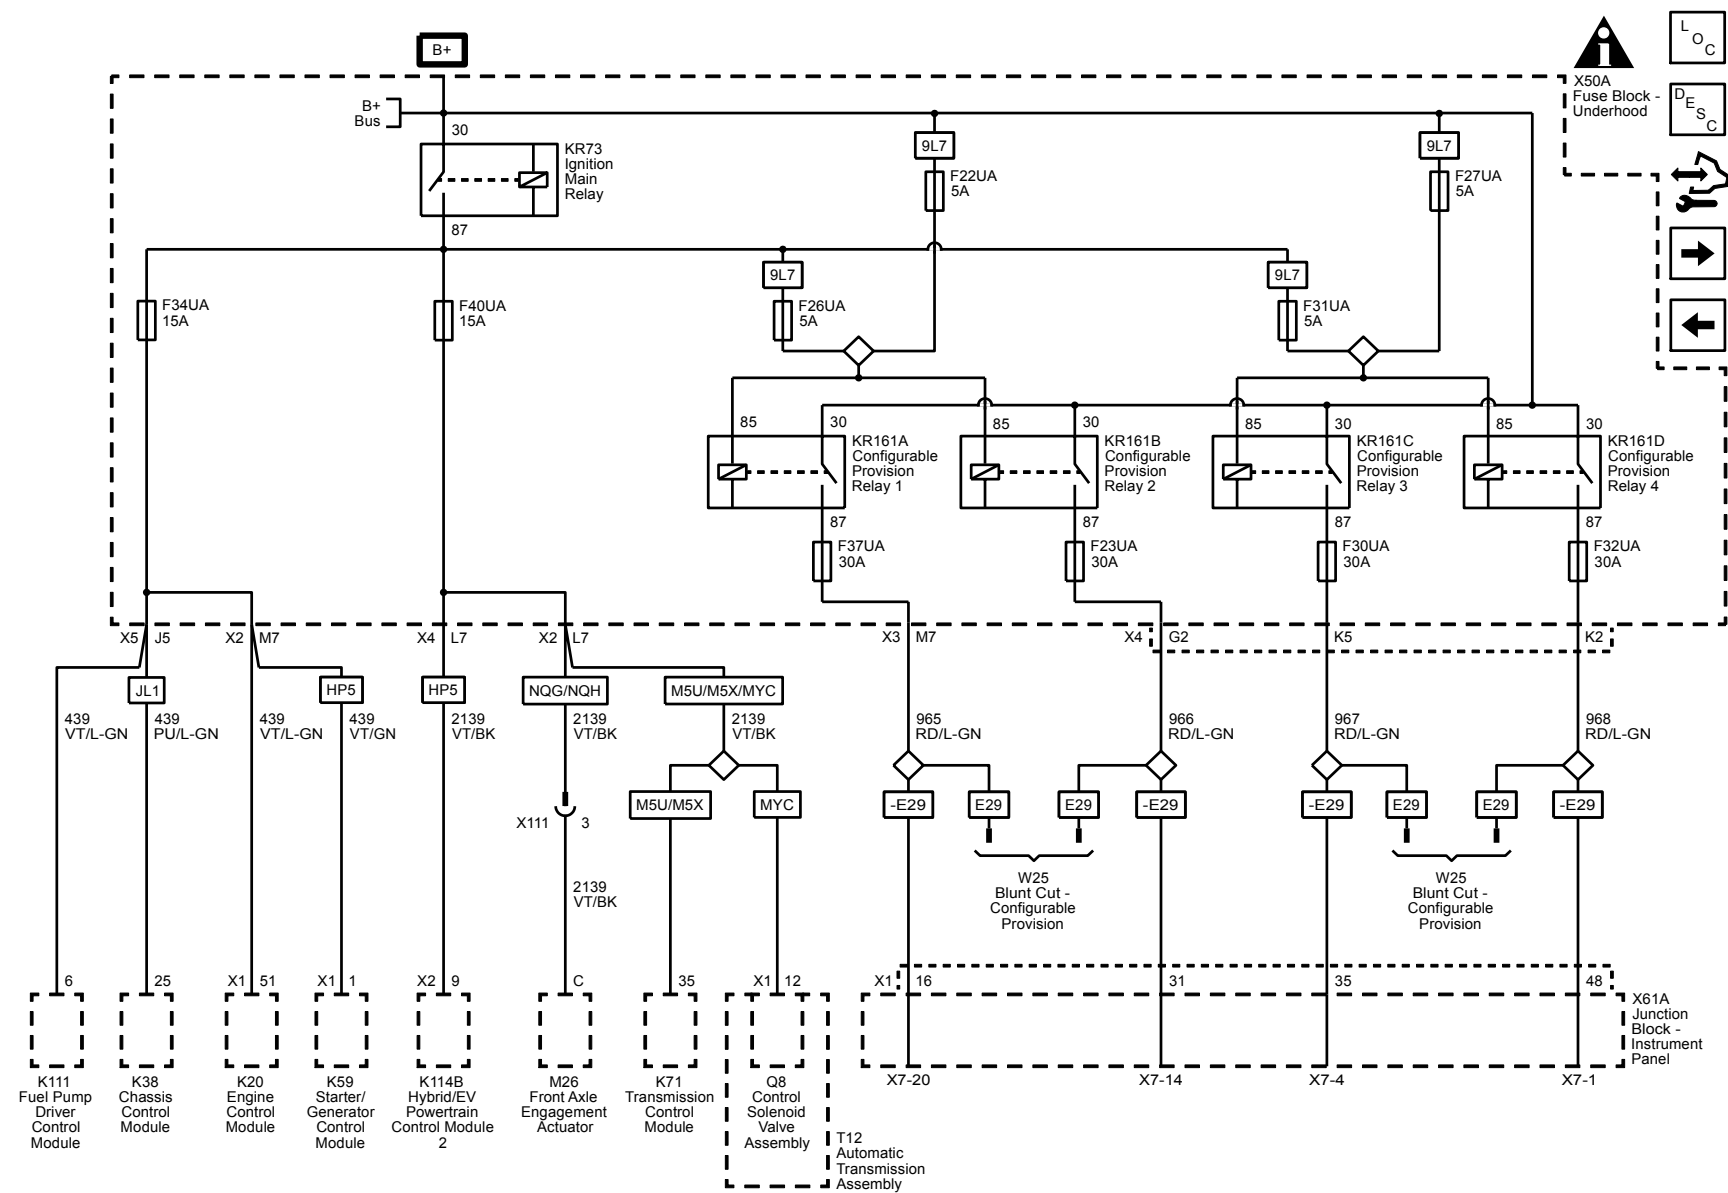 B+
L
O
C
X50A
Fuse Block -
Underhood
D
E
S
C
B+
Bus
30
KR73
Ignition
Main
Relay
87
9L7
F22UA
5A
9L7
F27UA
5A
F34UA
15A
F40UA
15A
9L7
F26UA
5A
9L7
F31UA
5A
85
30
KR161A
Configurable
Provision
Relay 1
87
F37UA
30A
85
30
KR161B
Configurable
Provision
Relay 2
87
F23UA
30A
85
30
KR161C
Configurable
Provision
Relay 3
87
F30UA
30A
85
30
KR161D
Configurable
Provision
Relay 4
87
F32UA
30A
X5 J5
X2 M7
X4 L7
X2 L7
X3 M7
X4 G2
K5
K2
JL1
HP5
HP5
NQG/NQH
M5U/M5X/MYC
439
VT/L-GN
439
PU/L-GN
439
VT/L-GN
439
VT/GN
2139
VT/BK
2139
VT/BK
2139
VT/BK
965
RD/L-GN
966
RD/L-GN
967
RD/L-GN
968
RD/L-GN
M5U/M5X
MYC
-E29
E29
E29
-E29
-E29
E29
E29
-E29
X111 3
2139
VT/BK
W25
Blunt Cut -
Configurable
Provision
W25
Blunt Cut -
Configurable
Provision
6
25
X1 51
X1 1
X2 9
C
35
X1 12
X1 16
31
35
48
X61A
Junction
Block -
Instrument
Panel
K111
Fuel Pump
Driver
Control
Module
K38
Chassis
Control
Module
K20
Engine
Control
Module
K59
Starter/
Generator
Control
Module
K114B
Hybrid/EV
Powertrain
Control Module
2
M26
Front Axle
Engagement
Actuator
K71
Transmission
Control
Module
Q8
Control
Solenoid
Valve
Assembly
T12
Automatic
Transmission
Assembly
X7-20
X7-14
X7-4
X7-1